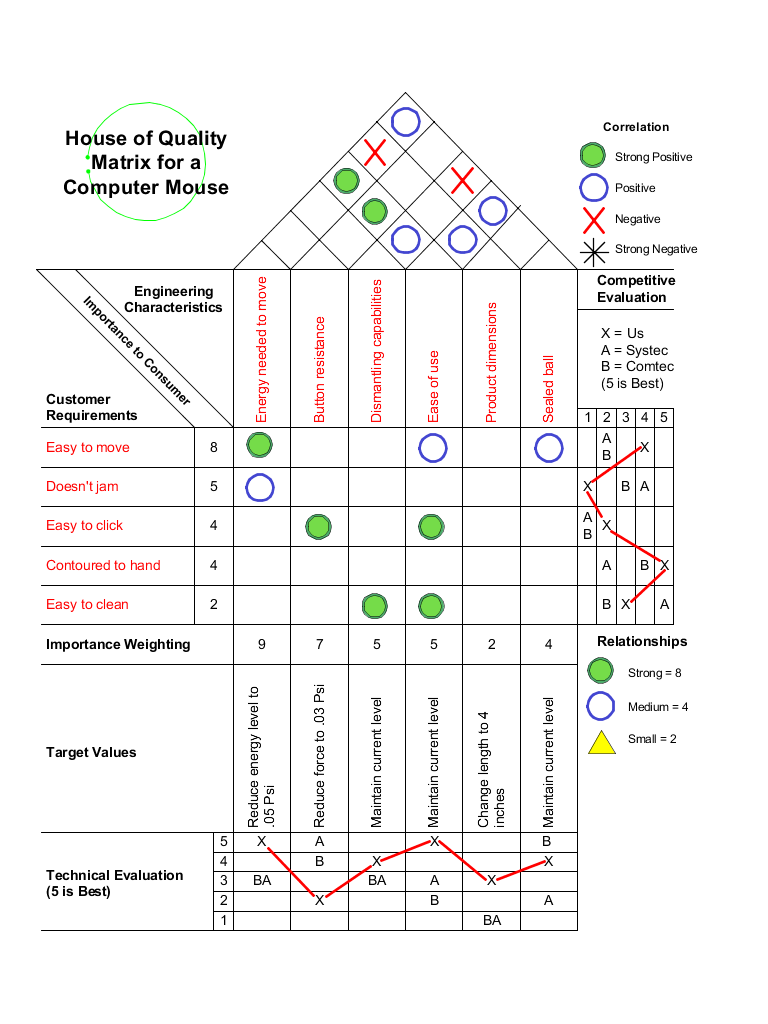 House of Quality
Matrix for a
Computer Mouse
Correlation
Strong Positive
Positive
Negative
Strong Negative
Engineering
Characteristics
Importance to Consumer
Customer
Requirements
Energy needed to move
Button resistance
Dismantling capabilities
Ease of use
Product dimensions
Sealed ball
Competitive
Evaluation
X = Us
A = Systec
B = Comtec
(5 is Best)
1 2 3 4 5
Easy to move 8 A B X
Doesn't jam 5 X B A
Easy to click 4 A B X
Contoured to hand 4 A B X
Easy to clean 2 B X A
Importance Weighting 9 7 5 5 2 4
Relationships
Strong = 8
Medium = 4
Small = 2
Target Values
Reduce energy level to
.05 Psi
Reduce force to .03 Psi
Maintain current level
Maintain current level
Change length to 4
inches
Maintain current level
Technical Evaluation
(5 is Best)
5 X A X B
4 B X X
3 BA BA A X
2 X B A
1 BA